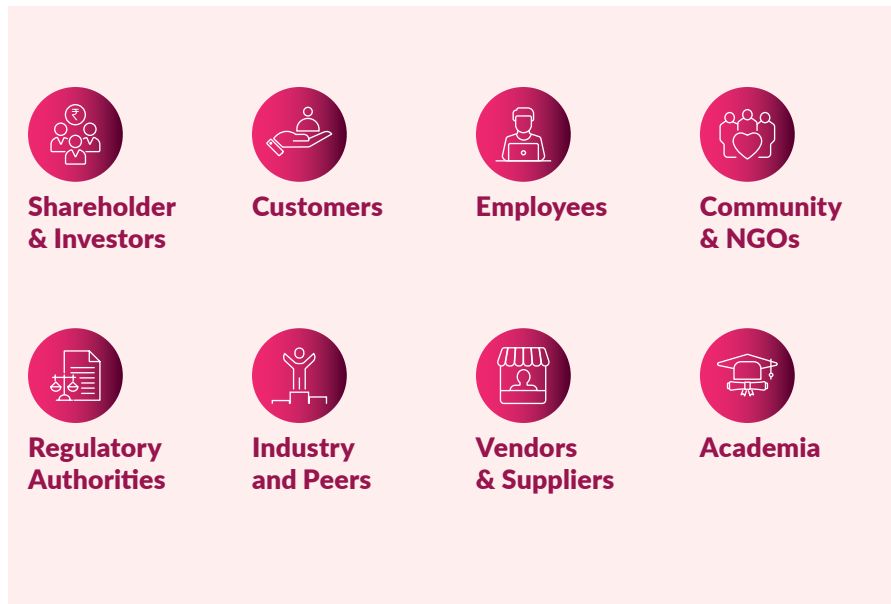 ₹
Shareholder
& Investors
Customers
Employees
Community
& NGOs
Regulatory
Authorities
Industry
and Peers
Vendors
& Suppliers
Academia